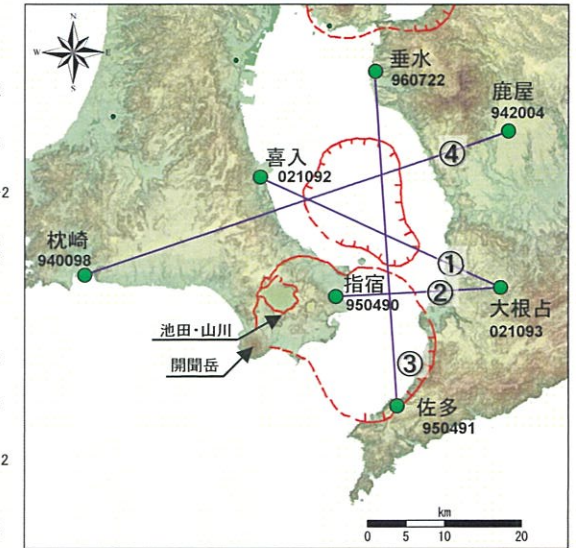 N
W E
S
垂水
960722
鹿屋
942004
④
喜入
021092
2
枕崎
940098
①
指宿
950490
②
大根占
021093
池田・山川
開聞岳
③
佐多
950491
2
km
0 5 10 20